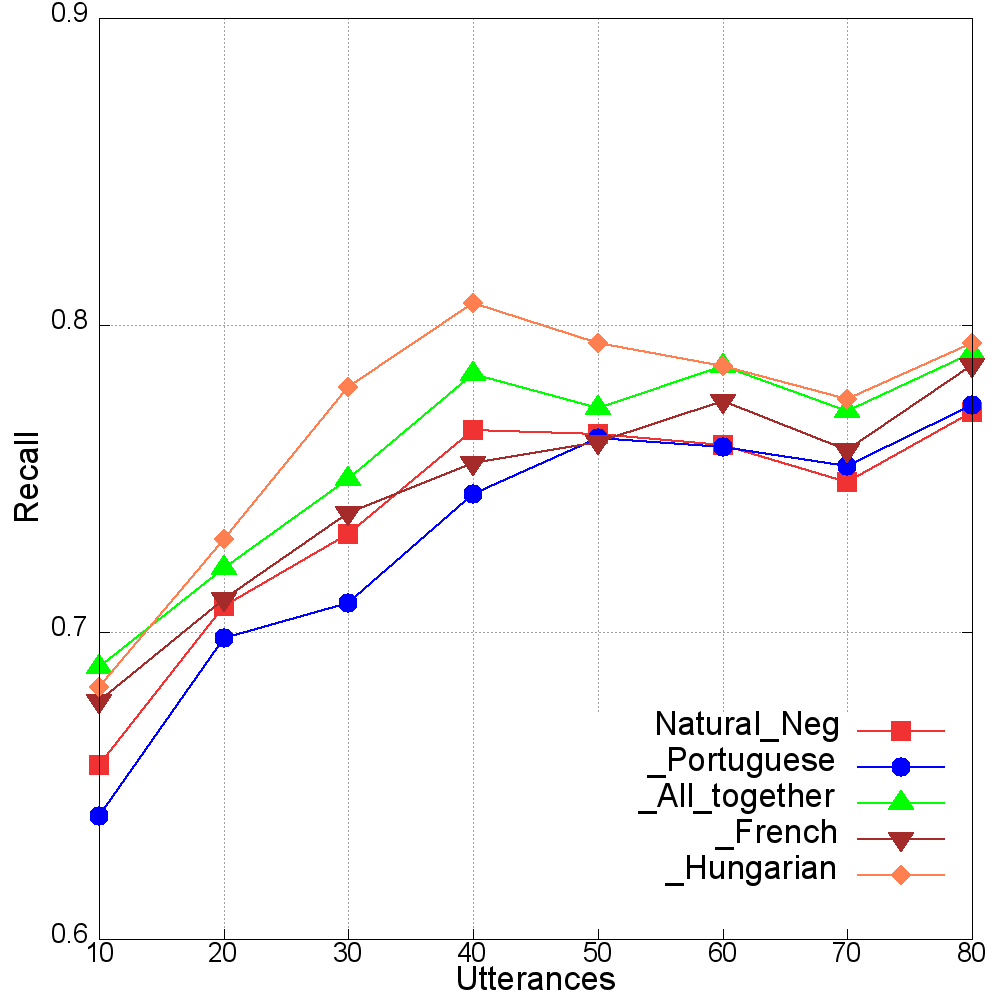 0.9
0.8
0.7
0.6
Recall
Natural_Neg
_Portuguese
_All_together
_French
_Hungarian
10 20 30 40 50 60 70 80
Utterances